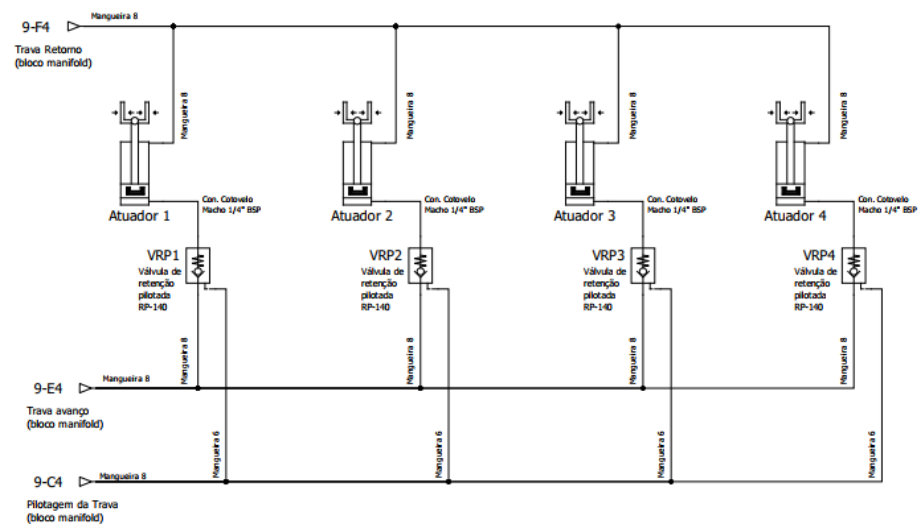 Mangueira 8
9-F4
Trava Retorno
(bloco manifold)
Mangueira 8
Mangueira 8
Mangueira 8
Mangueira 8
Con. Cotovelo
Macho 1/4" BSP
Con. Cotovelo
Macho 1/4" BSP
Con. Cotovelo
Macho 1/4" BSP
Con. Cotovelo
Macho 1/4" BSP
Atuador 1
Atuador 2
Atuador 3
Atuador 4
VRP1
Válvula de
retenção
pilotada
RP-140
VRP2
Válvula de
retenção
pilotada
RP-140
VRP3
Válvula de
retenção
pilotada
RP-140
VRP4
Válvula de
retenção
pilotada
RP-140
Mangueira 8
Mangueira 8
Mangueira 8
Mangueira 8
Mangueira 8
9-E4
Trava avanço
(bloco manifold)
Mangueira 6
Mangueira 6
Mangueira 6
Mangueira 6
Mangueira 8
9-C4
Pilotagem da Trava
(bloco manifold)